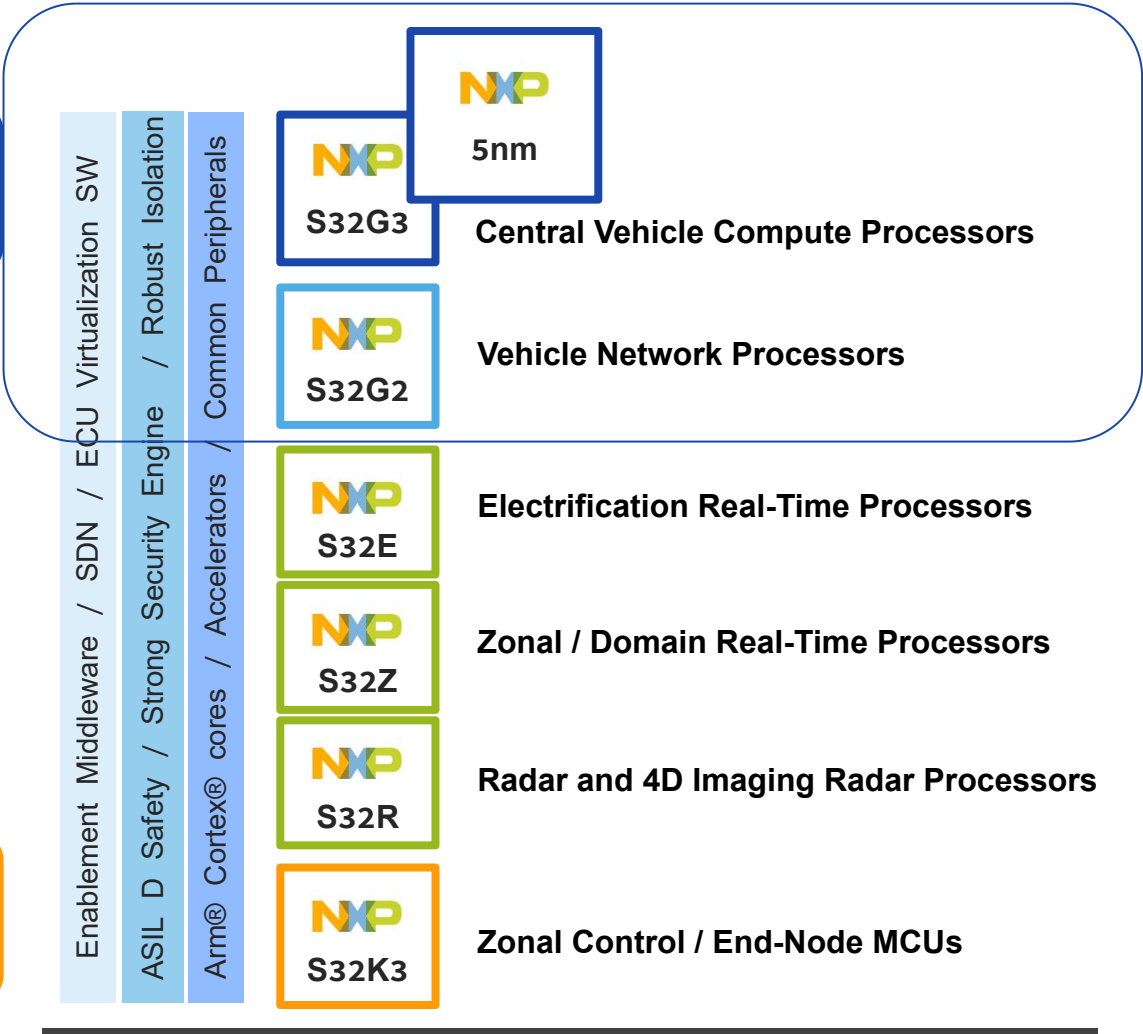 NXP
5nm
NXP
S32G3
Central Vehicle Compute Processors
NXP
S32G2
Vehicle Network Processors
NXP
S32E
Electrification Real-Time Processors
NXP
S32Z
Zonal / Domain Real-Time Processors
NXP
S32R
Radar and 4D Imaging Radar Processors
NXP
S32K3
Zonal Control / End-Node MCUs
Enablement Middleware / SDN / ECU Virtualization SW
ASIL D Safety / Strong Security Engine / Robust Isolation
Arm® Cortex® cores / Accelerators / Common Peripherals